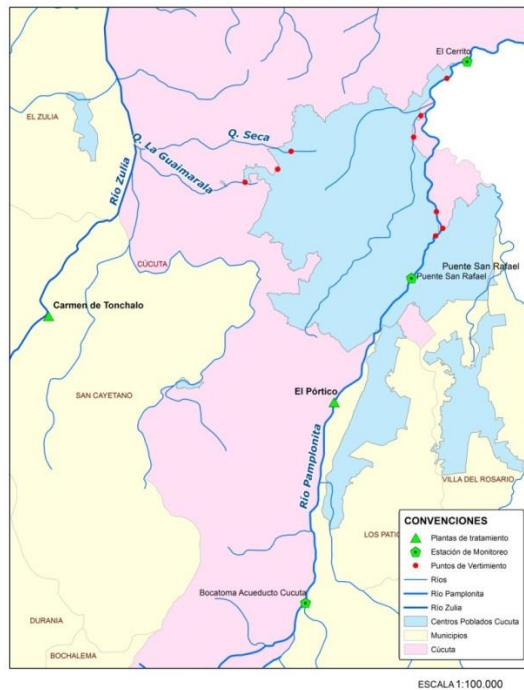 El Cerrito
EL ZULIA
Q. Seca
Q. La Guaimarala
Río Zulia
CÚCUTA
Puente San Rafael
Puente San Rafael
Carmen de Tonchalo
SAN CAYETANO
El Pórtico
Río Pamplonita
VILLA DEL ROSARIO
LOS PATIO
Bocatoma Acueducto Cucuta
DURANIA
BOCHALEMA
CONVENCIONES
Plantas de tratamiento
Estación de Monitoreo
Puntos de Vertimiento
Ríos
Río Pamplonita
Río Zulia
Centros Poblados Cucuta
Municipios
Cúcuta
ESCALA 1:100.000